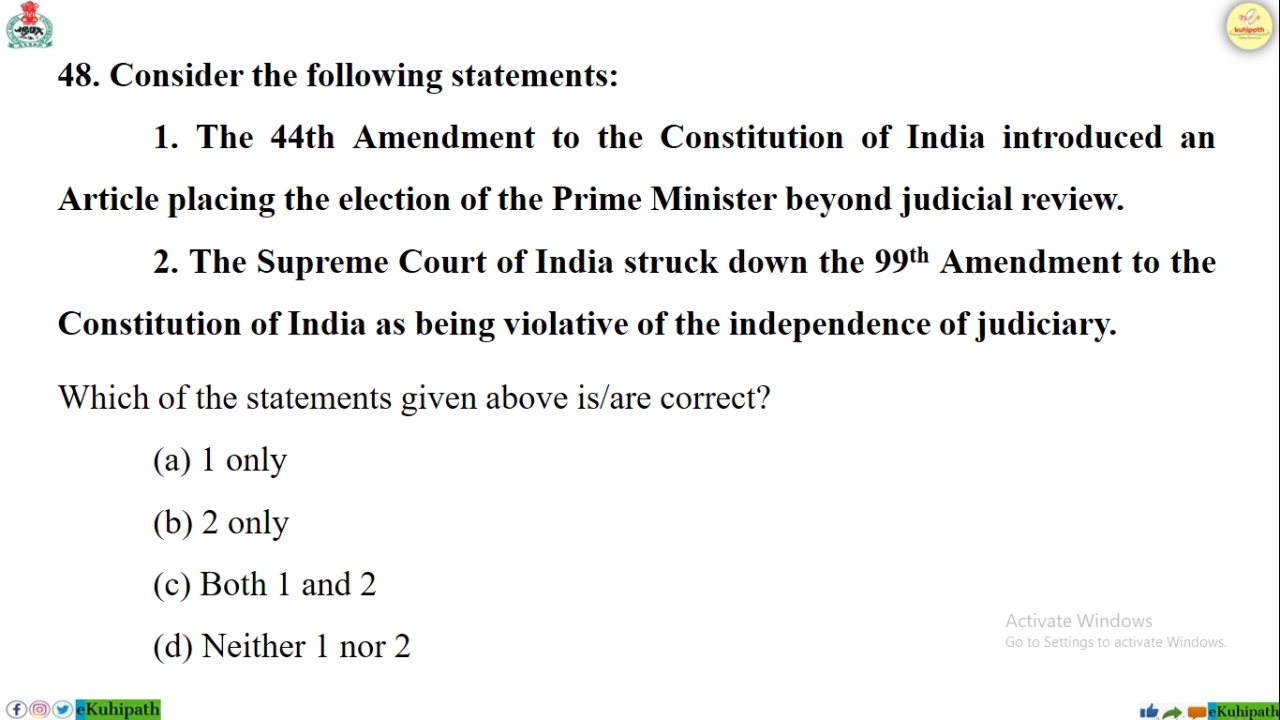 kuhipath
48. Consider the following statements:
1. The 44th Amendment to the Constitution of India introduced an
Article placing the election of the Prime Minister beyond judicial review.
2. The Supreme Court of India struck down the 99th Amendment to the
Constitution of India as being violative of the independence of judiciary.
Which of the statements given above is/are correct?
(a) 1 only
(b) 2 only
(c) Both 1 and 2
(d) Neither 1 nor 2
Activate Windows
Go to Settings to activate Windows.
eKuhipath
eKuhipath